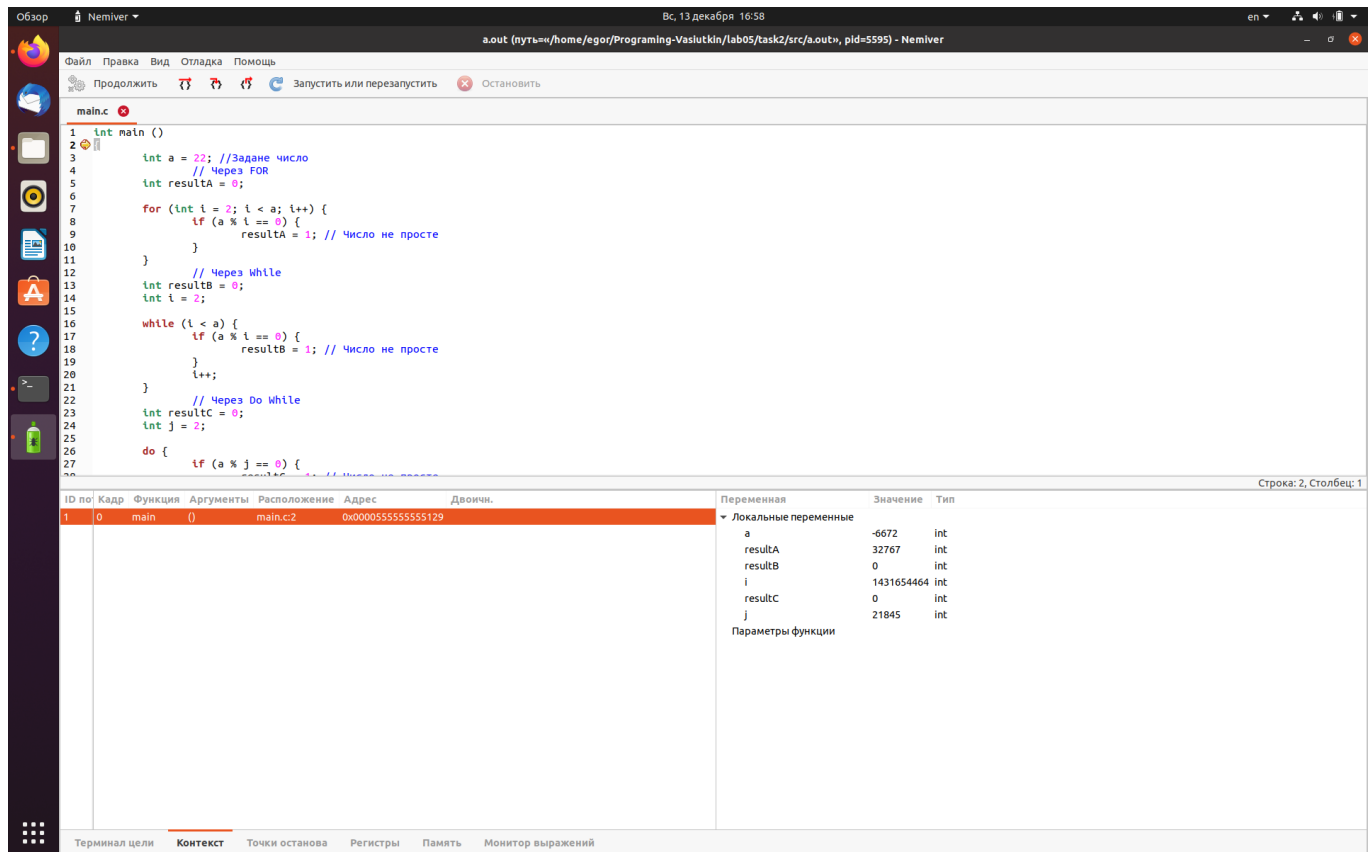 Обзор Nemiver Вс, 13 декабря 16:58 en
a.out (путь=«/home/egor/Programing-Vasiutkin/lab05/task2/src/a.out», pid=5595) - Nemiver
Файл Правка Вид Отладка Помощь
Продолжить Запустить или перезапустить Остановить
main.c
1 int main ()
2 {
3 int a = 22; //Задане число
4 // Через FOR
5 int resultA = 0;
6
7 for (int i = 2; i < a; i++) {
8 if (a % i == 0) {
9 resultA = 1; // Число не просте
10 }
11 }
12 // Через While
13 int resultB = 0;
14 int i = 2;
15
16 while (i < a) {
17 if (a % i == 0) {
18 resultB = 1; // Число не просте
19 }
20 i++;
21 }
22 // Через Do While
23 int resultC = 0;
24 int j = 2;
25
26 do {
27 if (a % j == 0) {
Строка: 2, Столбец: 1
ID по Кадр Функция Аргументы Расположение Адрес Двоичн. Переменная Значение Тип
1 0 main () main.c:2 0x0000555555555129
Локальные переменные
a -6672 int
resultA 32767 int
resultB 0 int
i 1431654464 int
resultC 0 int
j 21845 int
Параметры функции
Терминал цели Контекст Точки останова Регистры Память Монитор выражений